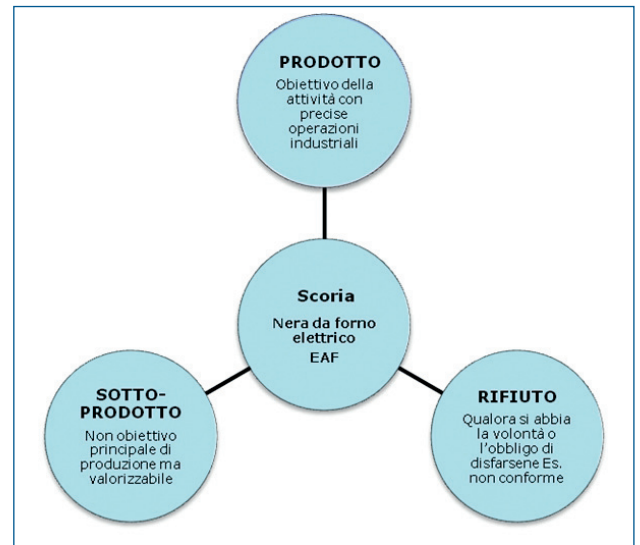 PRODOTTO
Obiettivo della
attività con
precise
operazioni
industriali
Scoria
Nera da forno
elettrico
EAF
SOTTO-
PRODOTTO
Non obiettivo
principale di
produzione ma
valorizzabile
RIFIUTO
Qualora si abbia
la volontà o
l'obbligo di
disfarsene Es.
non conforme